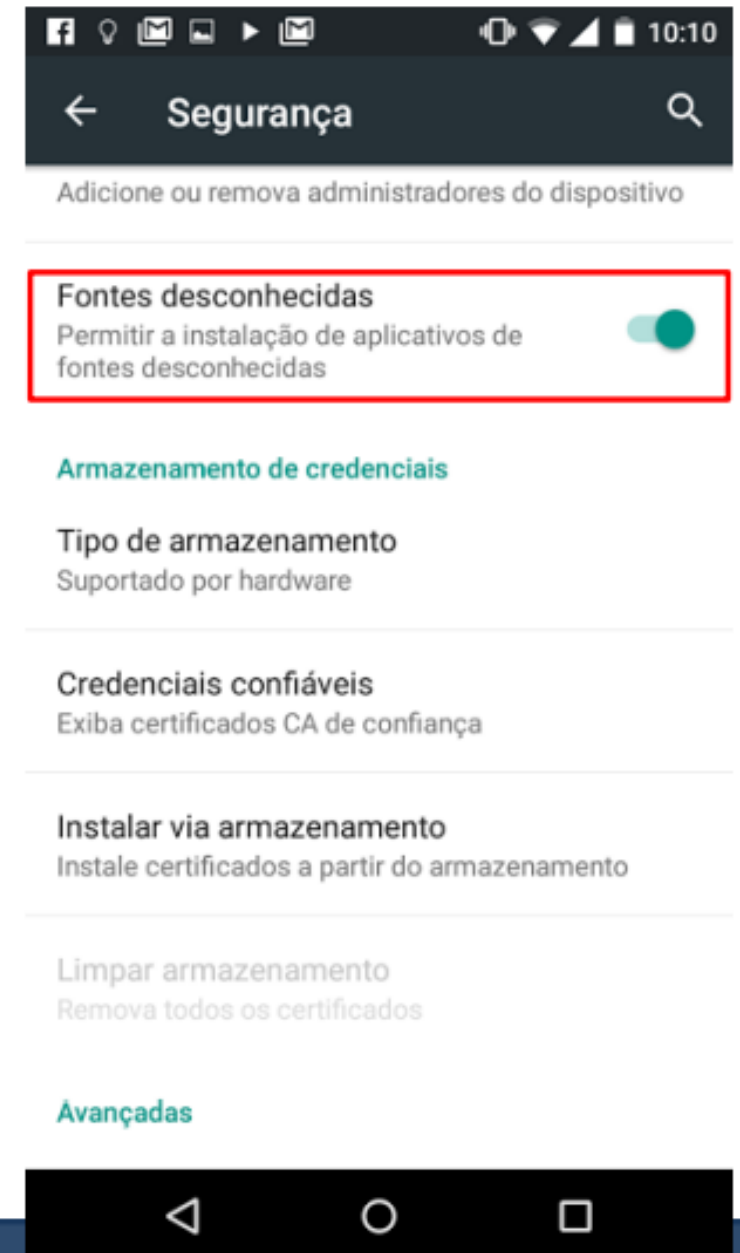 10:10
Segurança
Adicione ou remova administradores do dispositivo
Fontes desconhecidas
Permitir a instalação de aplicativos de
fontes desconhecidas
Armazenamento de credenciais
Tipo de armazenamento
Suportado por hardware
Credenciais confiáveis
Exiba certificados CA de confiança
Instalar via armazenamento
Instale certificados a partir do armazenamento
Limpar armazenamento
Remova todos os certificados
Avançadas